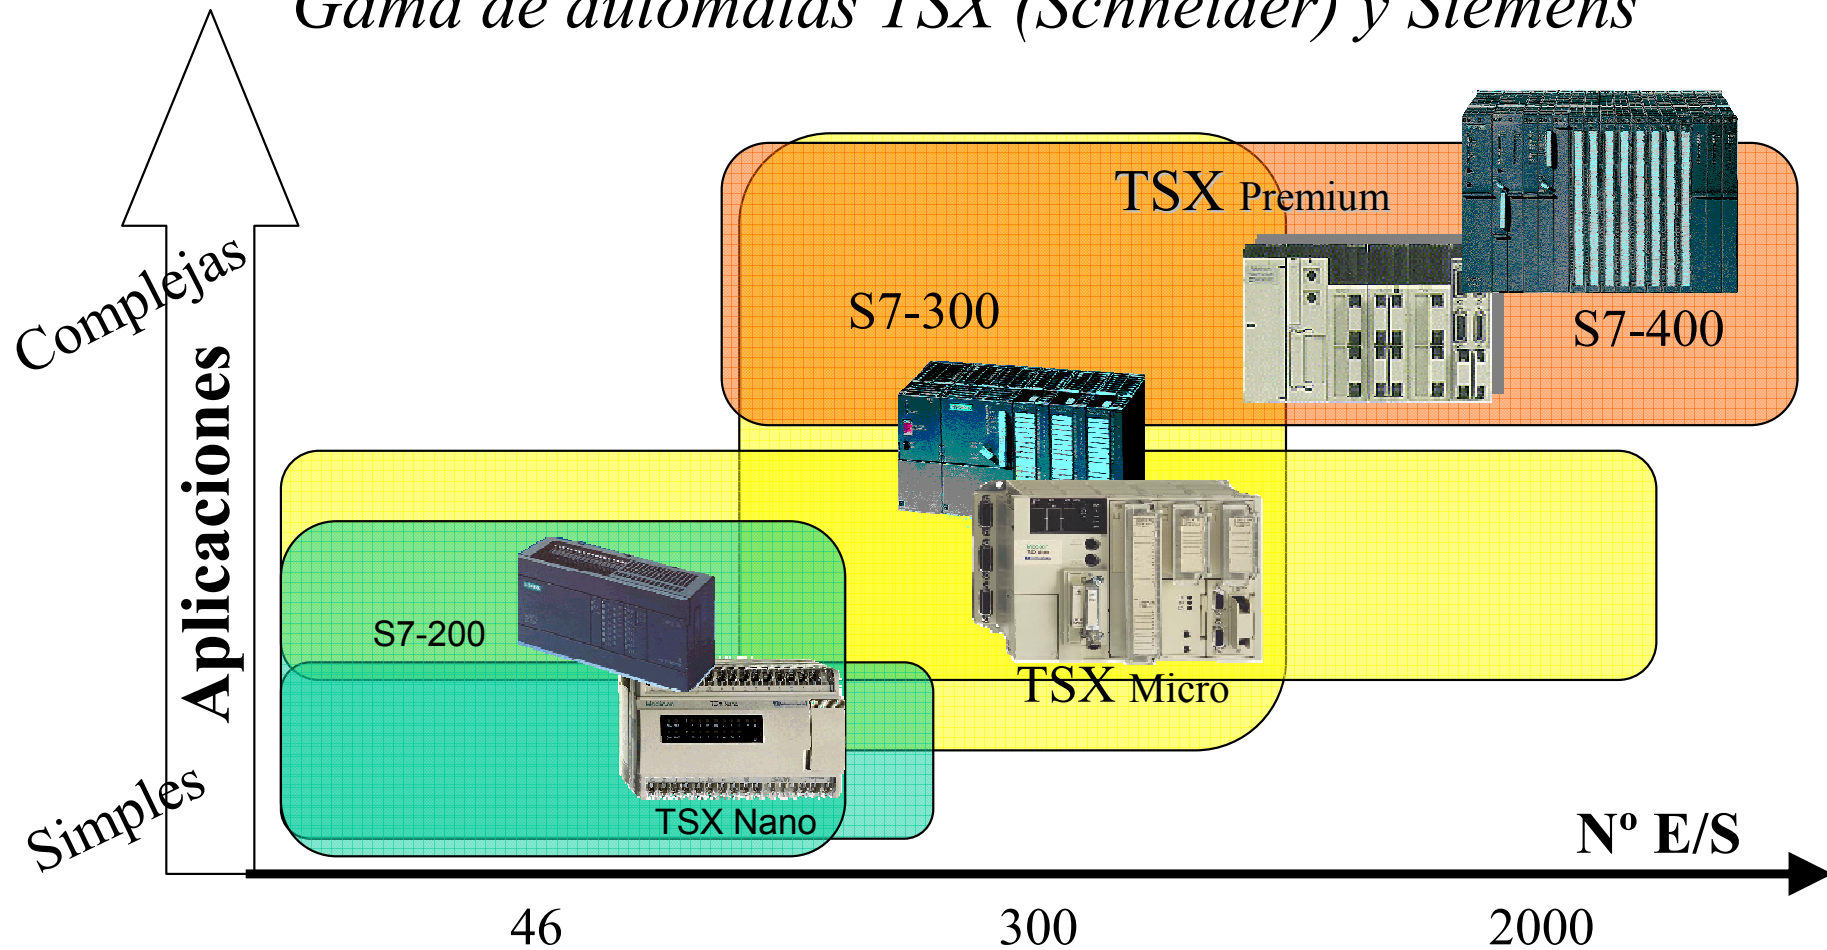 Gama de autómatas TSX (Schneider) y Siemens
TSX Premium
Complejas
S7-300
S7-400
Aplicaciones
S7-200
TSX Micro
Simples
TSX Nano
Nº E/S
46
300
2000